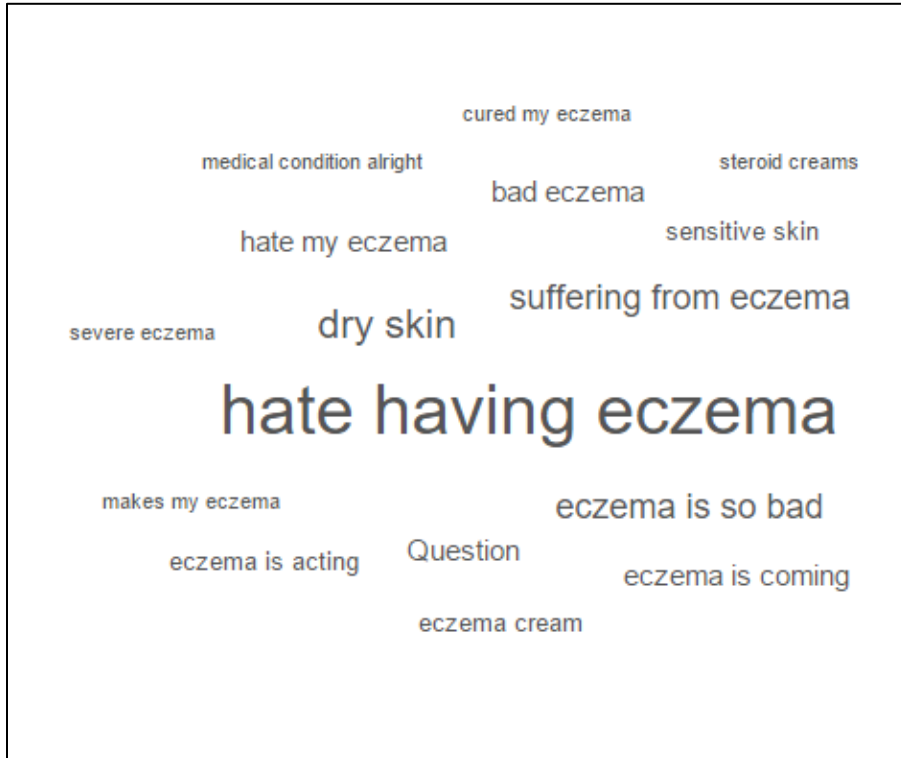 cured my eczema
medical condition alright
steroid creams
bad eczema
sensitive skin
hate my eczema
suffering from eczema
dry skin
severe eczema
hate having eczema
makes my eczema
eczema is so bad
Question
eczema is acting
eczema is coming
eczema cream